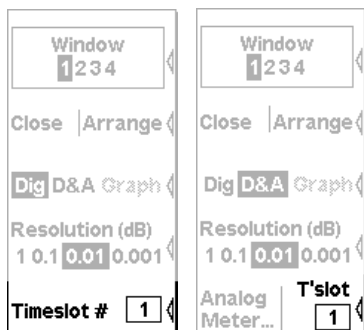 Window
1234
Close Arrange
Dig D&A Graph
Resolution (dB)
1 0.1 0.01 0.001
Timeslot # 1
Window
1234
Close Arrange
Dig D&A Graph
Resolution (dB)
1 0.1 0.01 0.001
Analog
Meter...
T'slot
1